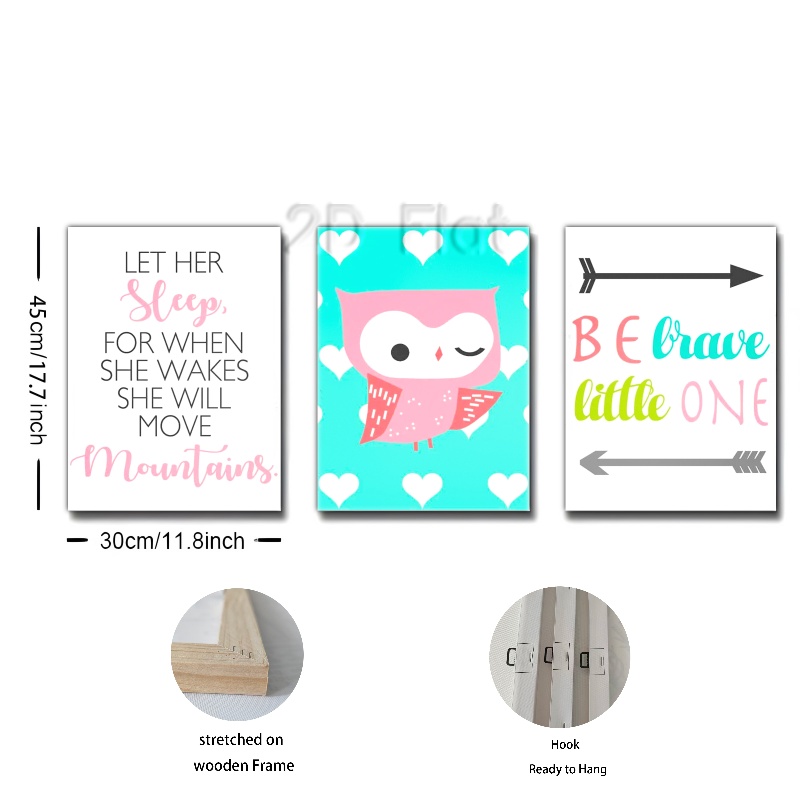 2D Flat
45cm/17.7inch
LET HER
Sleep,
FOR WHEN
SHE WAKES
SHE WILL
MOVE
Mountains.
BE brave
little ONE
30cm/11.8inch
stretched on
wooden Frame
Hook
Ready to Hang